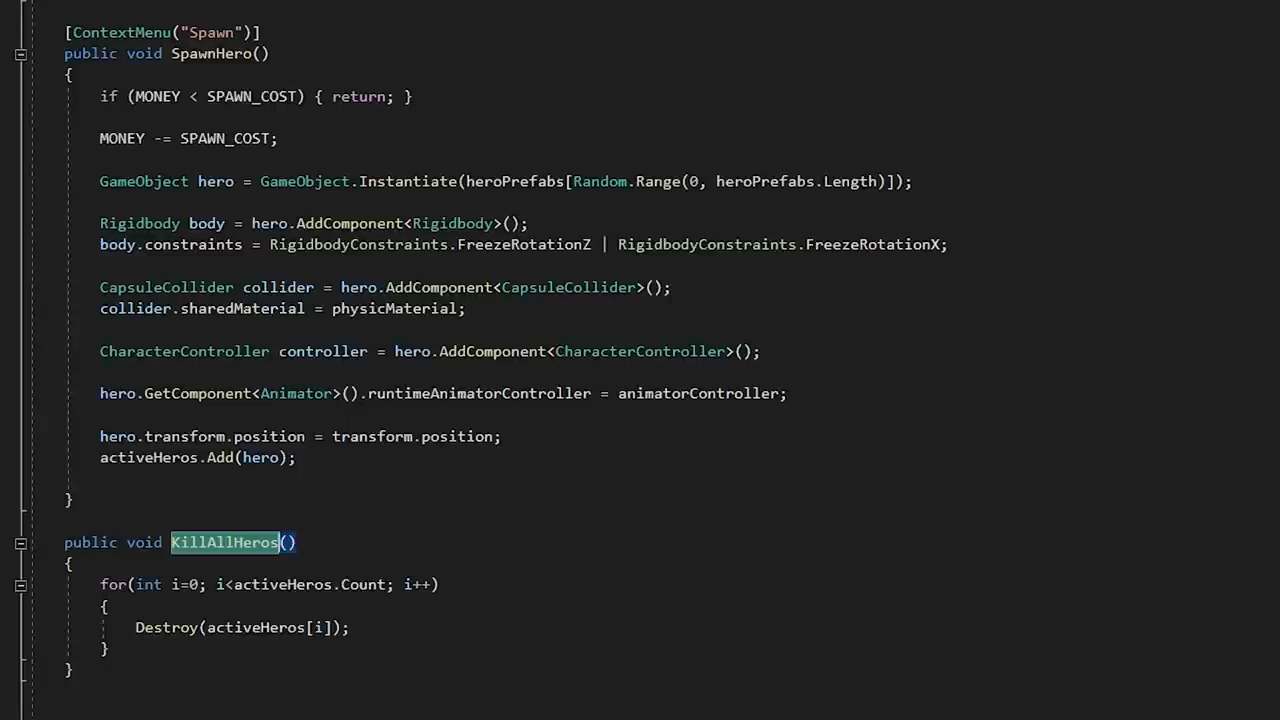 [ContextMenu("Spawn")]
public void SpawnHero()
{
if (MONEY < SPAWN_COST) { return; }
MONEY -= SPAWN_COST;
GameObject hero = GameObject.Instantiate(heroPrefabs[Random.Range(0, heroPrefabs.Length)]);
Rigidbody body = hero.AddComponent<Rigidbody>();
body.constraints = RigidbodyConstraints.FreezeRotationZ | RigidbodyConstraints.FreezeRotationX;
CapsuleCollider collider = hero.AddComponent<CapsuleCollider>();
collider.sharedMaterial = physicMaterial;
CharacterController controller = hero.AddComponent<CharacterController>();
hero.GetComponent<Animator>().runtimeAnimatorController = animatorController;
hero.transform.position = transform.position;
activeHeros.Add(hero);
}
public void KillAllHeros()
{
for(int i=0; i<activeHeros.Count; i++)
{
Destroy(activeHeros[i]);
}
}